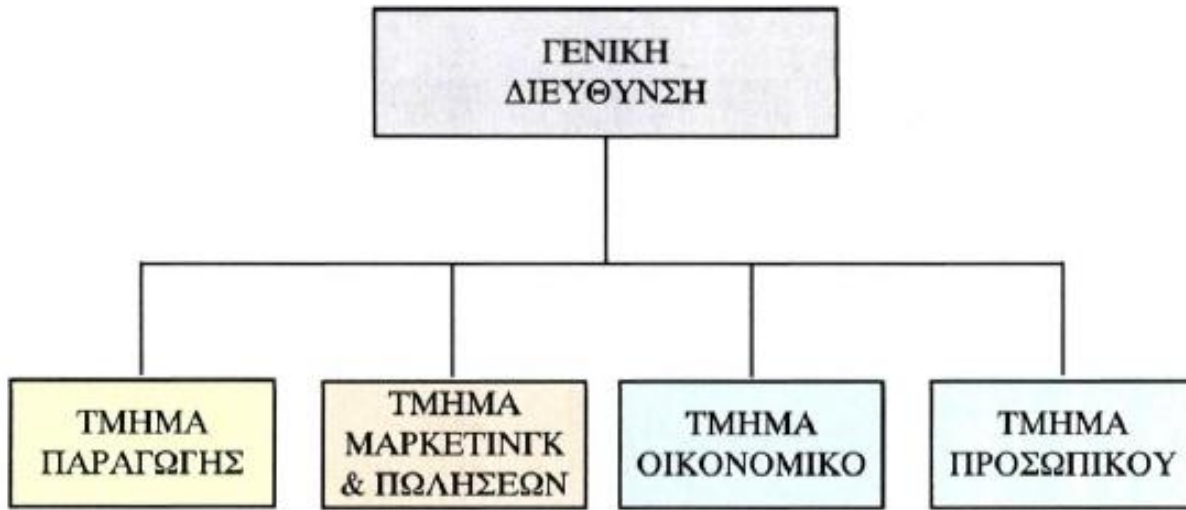 ΓΕΝΙΚΗ
ΔΙΕΥΘΥΝΣΗ
ΤΜΗΜΑ
ΠΑΡΑΓΩΓΗΣ
ΤΜΗΜΑ
ΜΑΡΚΕΤΙΝΓΚ
& ΠΩΛΗΣΕΩΝ
ΤΜΗΜΑ
ΟΙΚΟΝΟΜΙΚΟ
ΤΜΗΜΑ
ΠΡΟΣΩΠΙΚΟΥ